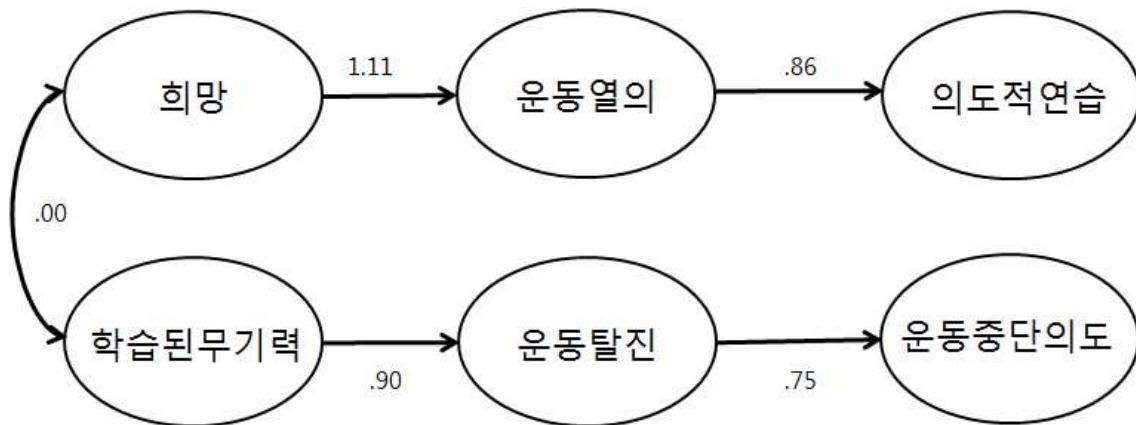 희망
1.11
운동열의
.86
의도적연습
.00
학습된무기력
.90
운동탈진
.75
운동중단의도